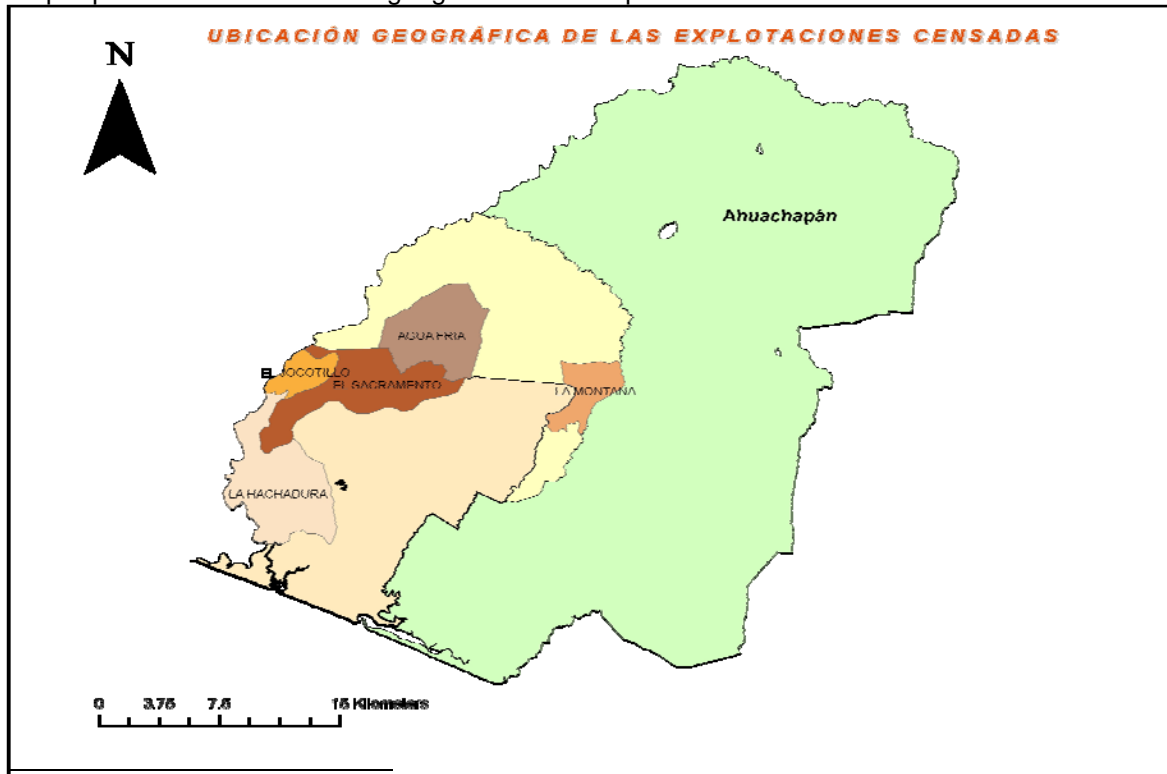 UBICACIÓN GEOGRÁFICA DE LAS EXPLOTACIONES CENSADAS
N
Ahuachapán
AGUA FRIA
EL JOCOTILLO
EL SACRAMENTO
LA MONTANA
LA HACHADURA
0 3.75 7.5 15 Kilometers